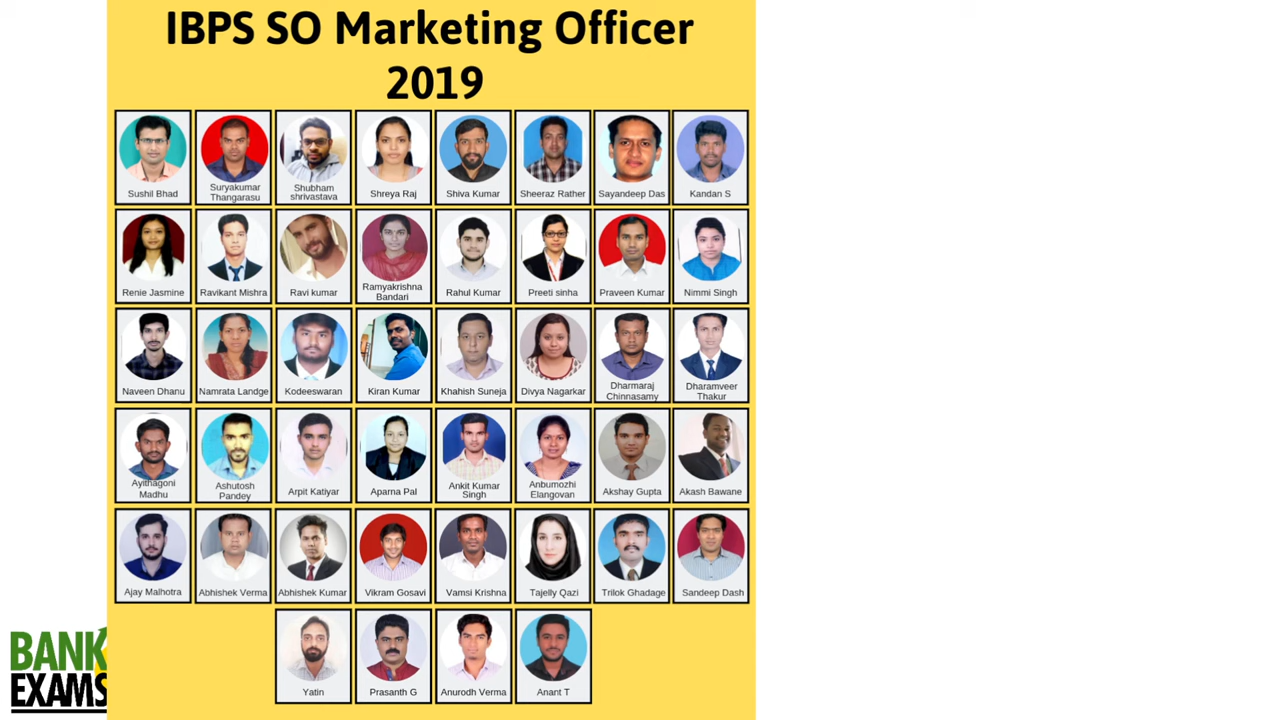 IBPS SO Marketing Officer
2019
Sushil Bhad
Suryakumar
Thangarasu
Shubham
shrivastava
Shreya Raj
Shiva Kumar
Sheeraz Rather
Sayandeep Das
Kandan S
Renie Jasmine
Ravikant Mishra
Ravi kumar
Ramyakrishna
Bandari
Rahul Kumar
Preeti sinha
Praveen Kumar
Nimmi Singh
Naveen Dhanu
Namrata Landge
Kodeeswaran
Kiran Kumar
Khahish Suneja
Divya Nagarkar
Dharmaraj
Chinnasamy
Dharamveer
Thakur
Ayithagoni
Madhu
Ashutosh
Pandey
Arpit Katiyar
Aparna Pal
Ankit Kumar
Singh
Anbumozhi
Elangovan
Akshay Gupta
Akash Bawane
Ajay Malhotra
Abhishek Verma
Abhishek Kumar
Vikram Gosavi
Vamsi Krishna
Tajelly Qazi
Trilok Ghadage
Sandeep Dash
Yatin
Prasanth G
Anurodh Verma
Anant T
BANK
EXAMS